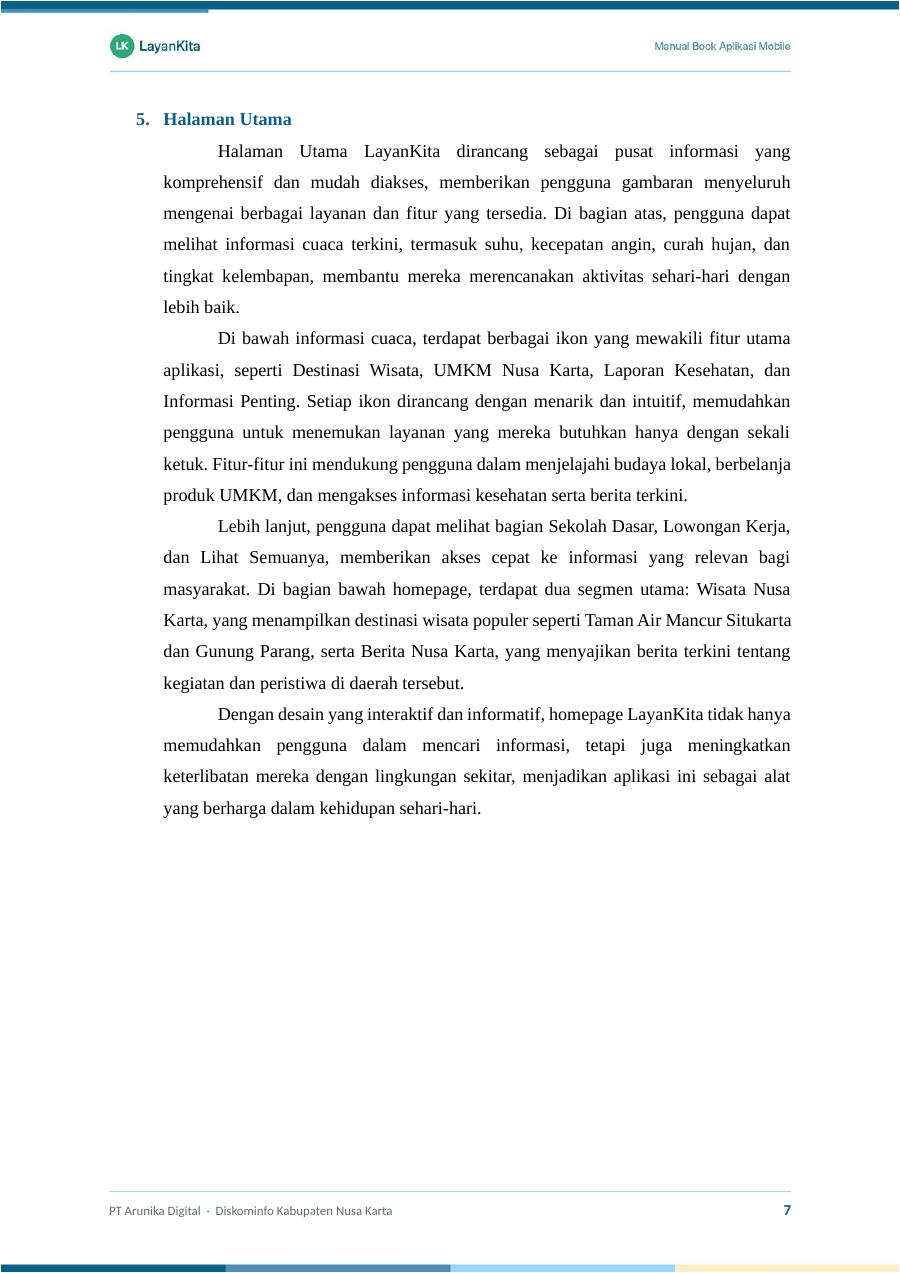 LK LayanKita
Manual Book Aplikasi Mobile
5. Halaman Utama
Halaman Utama LayanKita dirancang sebagai pusat informasi yang
komprehensif dan mudah diakses, memberikan pengguna gambaran menyeluruh
mengenai berbagai layanan dan fitur yang tersedia. Di bagian atas, pengguna dapat
melihat informasi cuaca terkini, termasuk suhu, kecepatan angin, curah hujan, dan
tingkat kelembapan, membantu mereka merencanakan aktivitas sehari-hari dengan
lebih baik.
Di bawah informasi cuaca, terdapat berbagai ikon yang mewakili fitur utama
aplikasi, seperti Destinasi Wisata, UMKM Nusa Karta, Laporan Kesehatan, dan
Informasi Penting. Setiap ikon dirancang dengan menarik dan intuitif, memudahkan
pengguna untuk menemukan layanan yang mereka butuhkan hanya dengan sekali
ketuk. Fitur-fitur ini mendukung pengguna dalam menjelajahi budaya lokal, berbelanja
produk UMKM, dan mengakses informasi kesehatan serta berita terkini.
Lebih lanjut, pengguna dapat melihat bagian Sekolah Dasar, Lowongan Kerja,
dan Lihat Semuanya, memberikan akses cepat ke informasi yang relevan bagi
masyarakat. Di bagian bawah homepage, terdapat dua segmen utama: Wisata Nusa
Karta, yang menampilkan destinasi wisata populer seperti Taman Air Mancur Situkarta
dan Gunung Parang, serta Berita Nusa Karta, yang menyajikan berita terkini tentang
kegiatan dan peristiwa di daerah tersebut.
Dengan desain yang interaktif dan informatif, homepage LayanKita tidak hanya
memudahkan pengguna dalam mencari informasi, tetapi juga meningkatkan
keterlibatan mereka dengan lingkungan sekitar, menjadikan aplikasi ini sebagai alat
yang berharga dalam kehidupan sehari-hari.
PT Arunika Digital · Diskominfo Kabupaten Nusa Karta
7